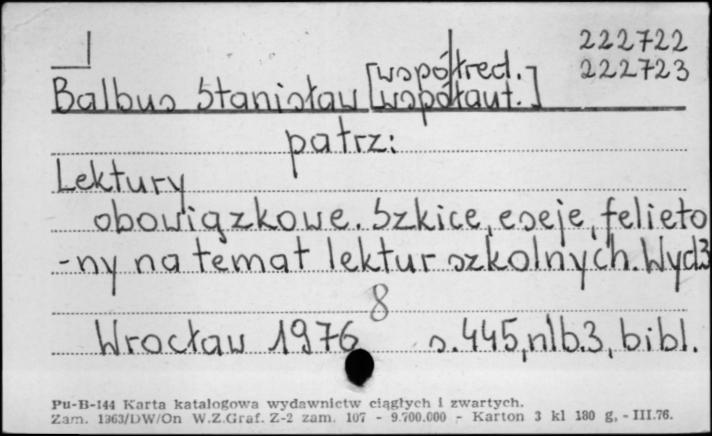 222722
Balbus Stanisław [współred. 222723
współaut.]
patrz:
Lektury
obowiązkowe. Szkice, eseje, felieto
-ny na temat lektur szkolnych. Wyd3
8
Wrocław 1976 s.445, nlb.3, bibl.
Pu-B-144 Karta katalogowa wydawnictw ciągłych i zwartych.
Zam. 1363/DW/On W.Z.Graf. Z-2 zam. 107 - 9.700.000 - Karton 3 kl 180 g, - III.76.